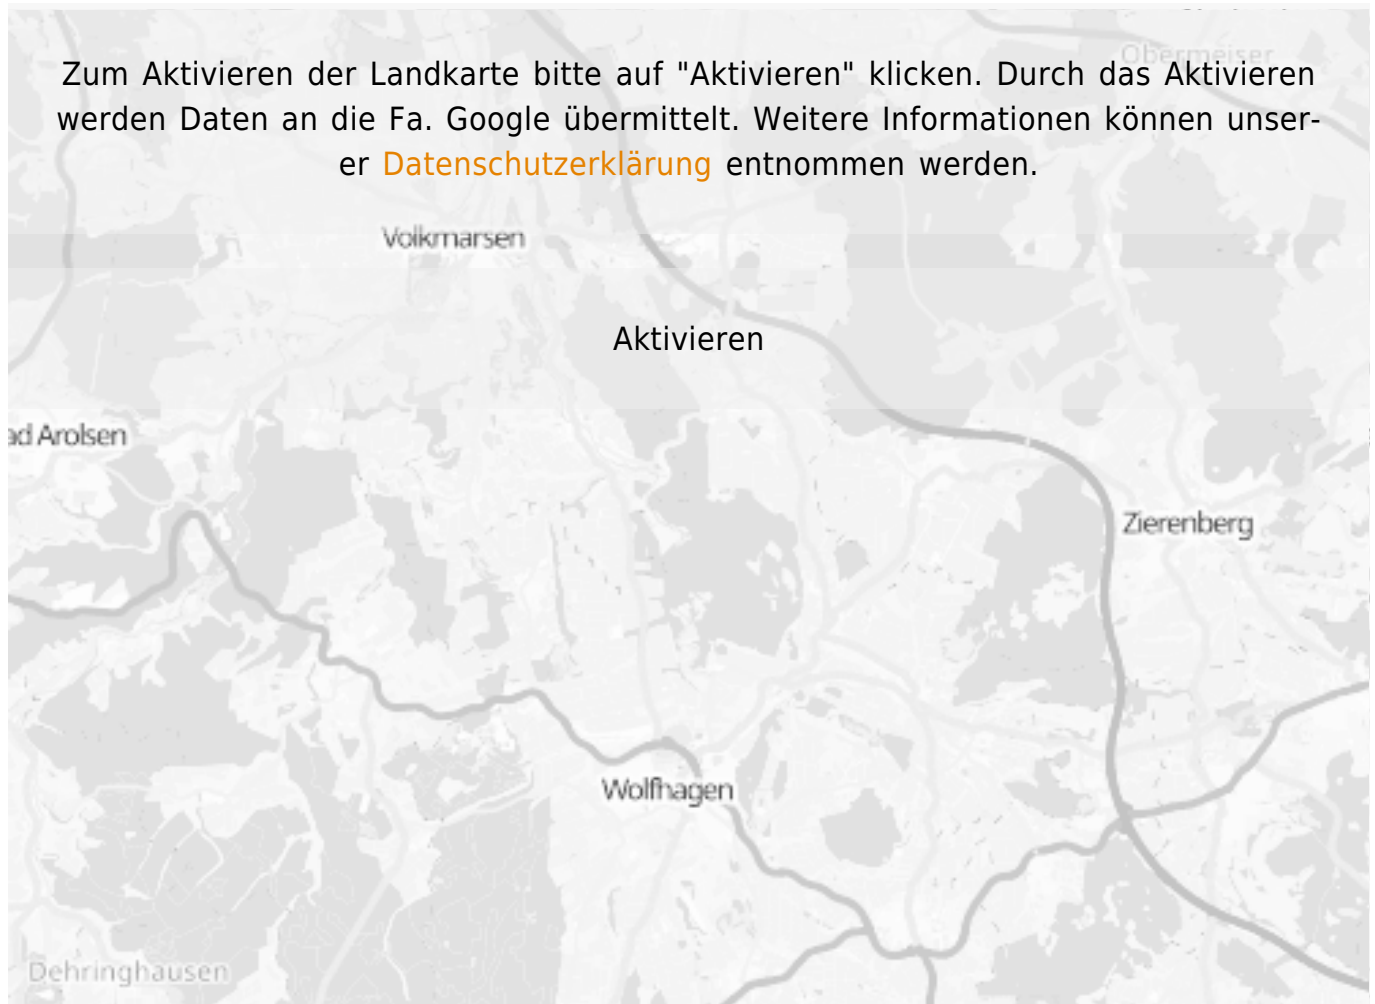 Obermeiser
Zum Aktivieren der Landkarte bitte auf "Aktivieren" klicken. Durch das Aktivieren
werden Daten an die Fa. Google übermittelt. Weitere Informationen können unser-
er Datenschutzerklärung entnommen werden.
Volkmarsen
Aktivieren
ad Arolsen
Zierenberg
Wolfhagen
Dehringhausen